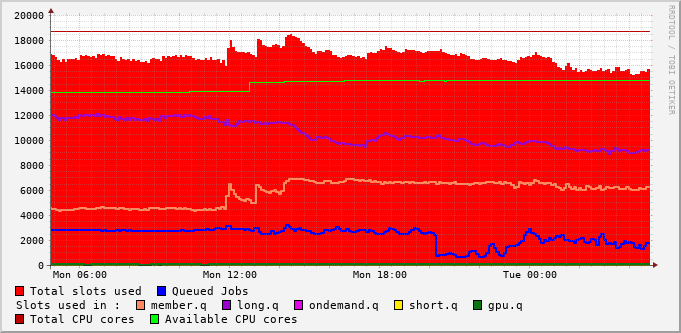 20000
18000
16000
14000
12000
10000
8000
6000
4000
2000
0
Mon 06:00 Mon 12:00 Mon 18:00 Tue 00:00
RRDTOOL / TOBI OETIKER
Total slots used Queued Jobs
Slots used in : member.q long.q ondemand.q short.q gpu.q
Total CPU cores Available CPU cores